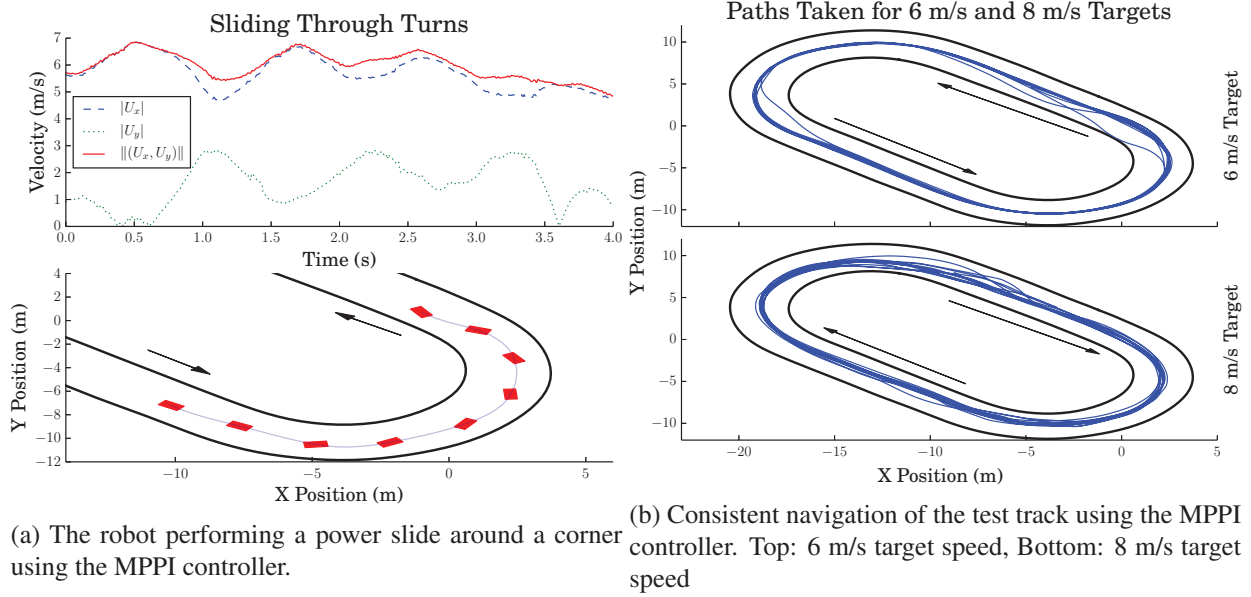 Sliding Through Turns
7
6
5
4
3
2
1
0
Velocity (m/s)
|U_x|
|U_y|
‖(U_x, U_y)‖
0.0 0.5 1.0 1.5 2.0 2.5 3.0 3.5 4.0
Time (s)
4
2
0
−2
−4
−6
−8
−10
−12
Y Position (m)
−10 −5 0 5
X Position (m)
(a) The robot performing a power slide around a corner
using the MPPI controller.
Paths Taken for 6 m/s and 8 m/s Targets
10
5
0
−5
−10
6 m/s Target
Y Position (m)
10
5
0
−5
−10
8 m/s Target
−20 −15 −10 −5 0 5
X Position (m)
(b) Consistent navigation of the test track using the MPPI
controller. Top: 6 m/s target speed, Bottom: 8 m/s target
speed